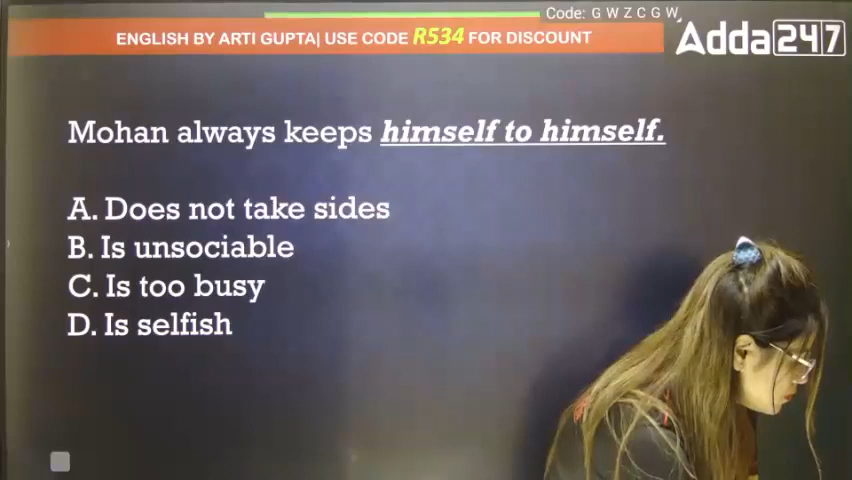 Code: G W Z C G W
ENGLISH BY ARTI GUPTA| USE CODE R534 FOR DISCOUNT
Adda247
Mohan always keeps himself to himself.
A. Does not take sides
B. Is unsociable
C. Is too busy
D. Is selfish